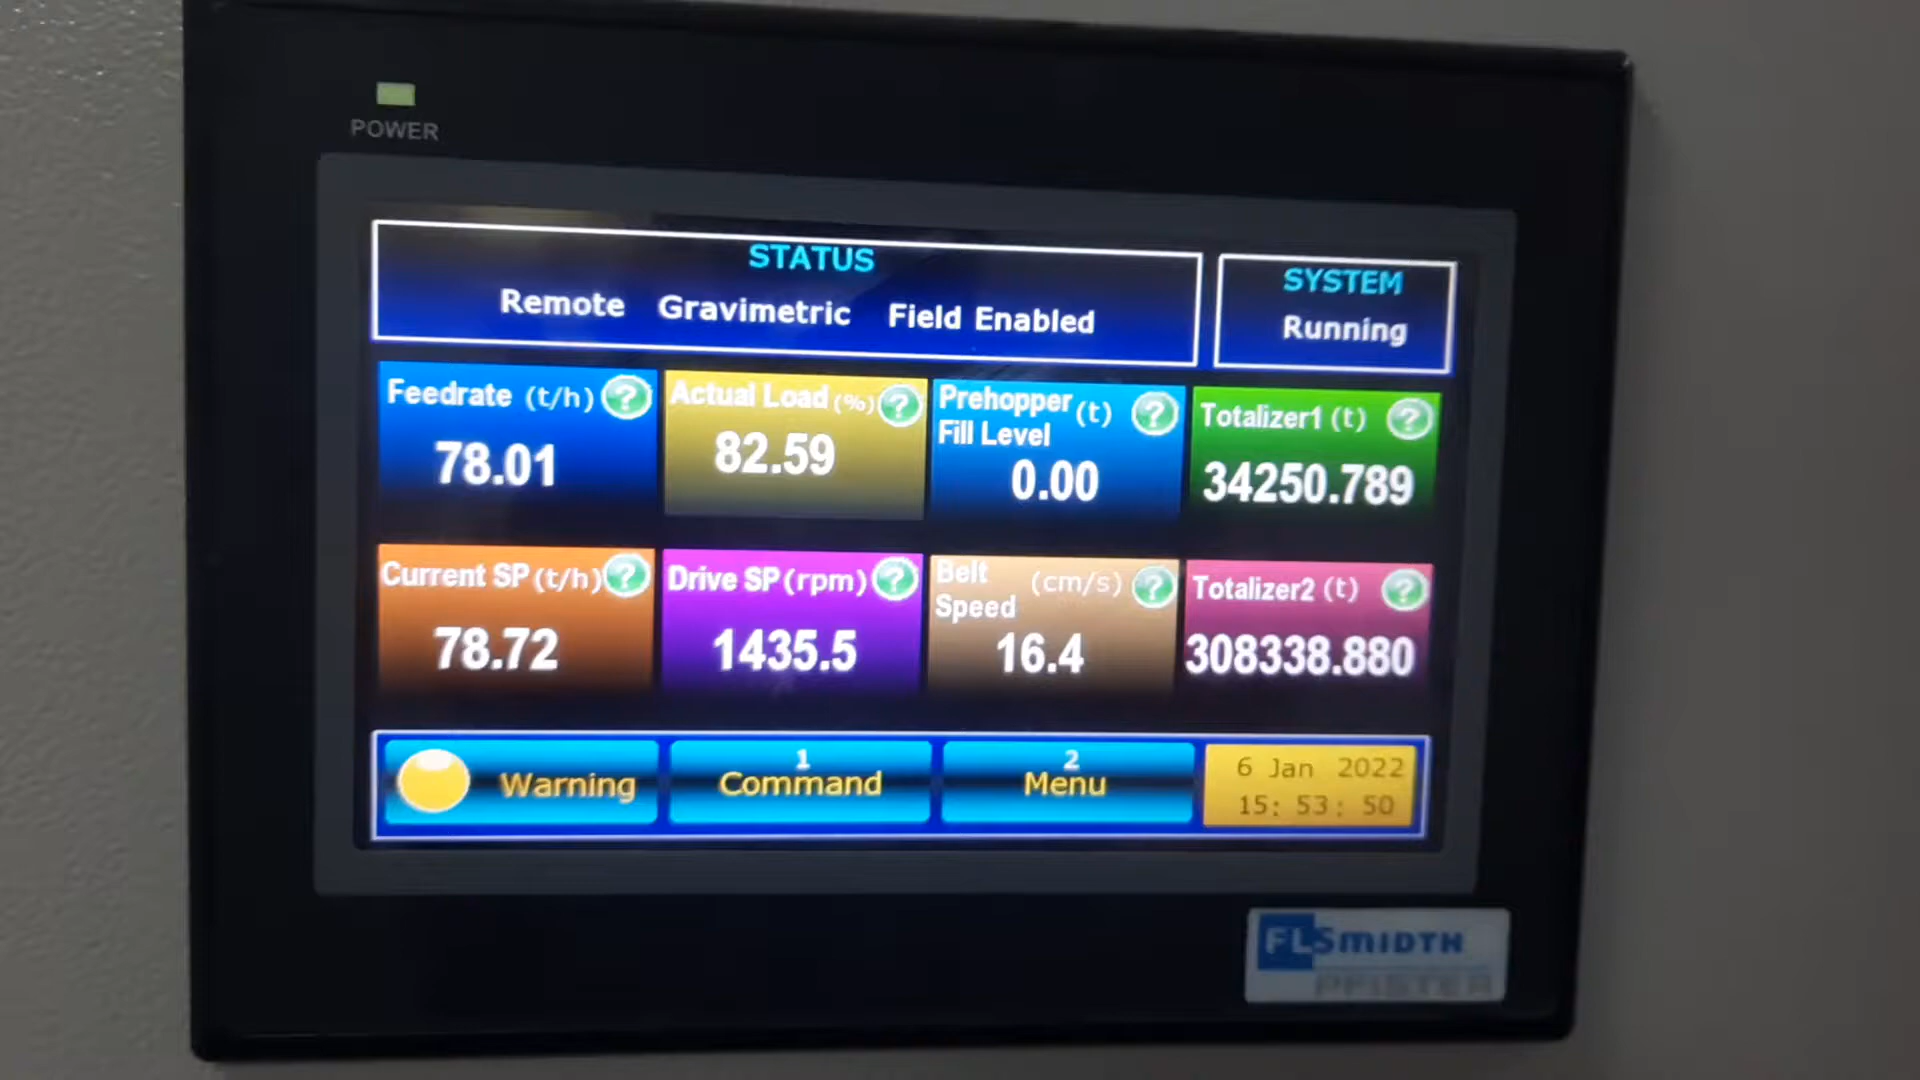 POWER
STATUS
Remote Gravimetric Field Enabled
SYSTEM
Running
Feedrate (t/h) ?
78.01
Actual Load (%) ?
82.59
Prehopper (t) ?
Fill Level
0.00
Totalizer1 (t) ?
34250.789
Current SP (t/h) ?
78.72
Drive SP (rpm) ?
1435.5
Belt (cm/s) ?
Speed
16.4
Totalizer2 (t) ?
308338.880
Warning
1
Command
2
Menu
6 Jan 2022
15: 53: 50
FLSMIDTH
PFISTER